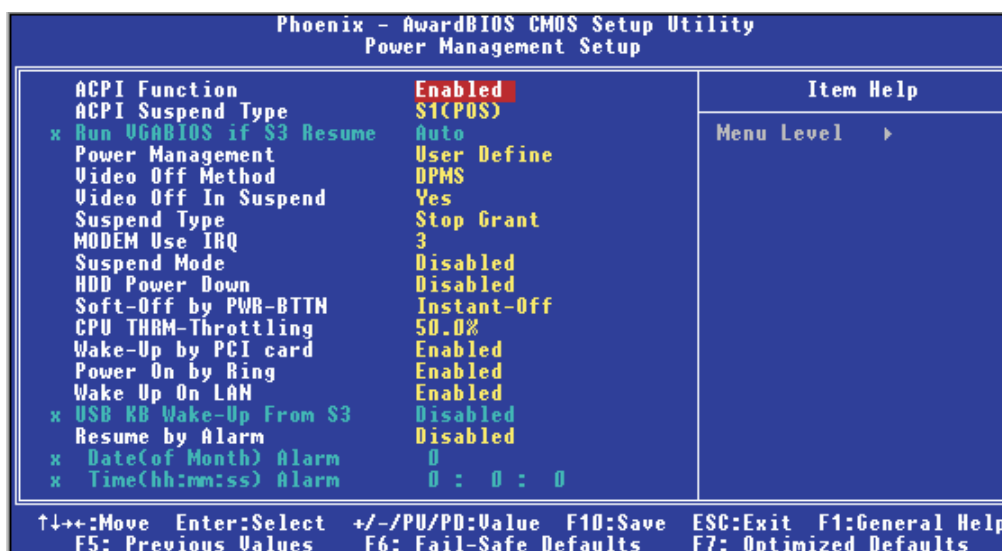 Phoenix - AwardBIOS CMOS Setup Utility
Power Management Setup
ACPI Function Enabled
ACPI Suspend Type S1(POS)
x Run VGABIOS if S3 Resume Auto
Power Management User Define
Video Off Method DPMS
Video Off In Suspend Yes
Suspend Type Stop Grant
MODEM Use IRQ 3
Suspend Mode Disabled
HDD Power Down Disabled
Soft-Off by PWR-BTTN Instant-Off
CPU THRM-Throttling 50.0%
Wake-Up by PCI card Enabled
Power On by Ring Enabled
Wake Up On LAN Enabled
x USB KB Wake-Up From S3 Disabled
Resume by Alarm Disabled
x Date(of Month) Alarm 0
x Time(hh:mm:ss) Alarm 0 : 0 : 0
Item Help
Menu Level ▸
↑↓→←:Move Enter:Select +/-/PU/PD:Value F10:Save ESC:Exit F1:General Help
F5: Previous Values F6: Fail-Safe Defaults F7: Optimized Defaults